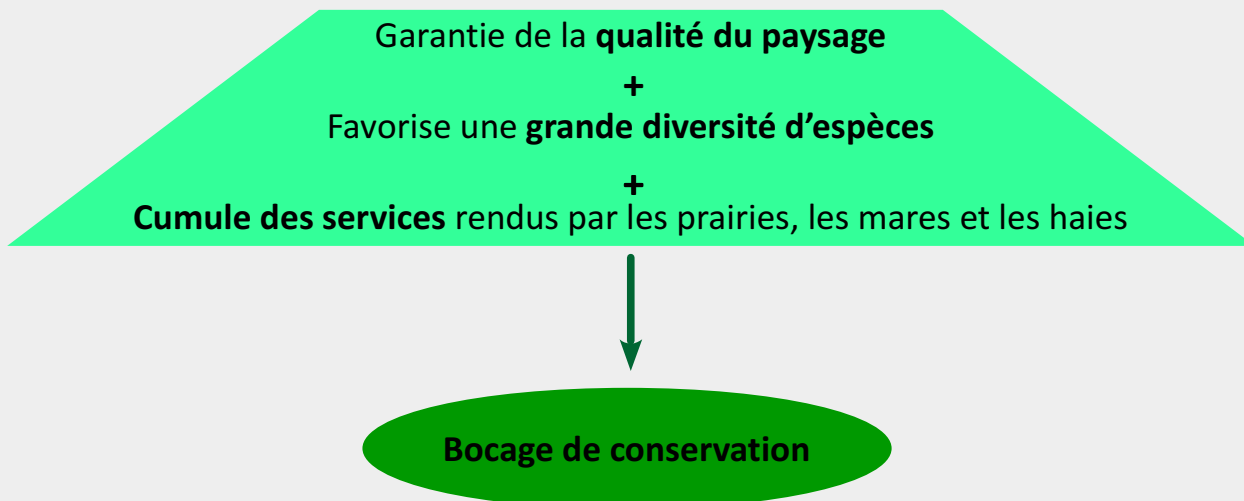 Garantie de la qualité du paysage
+
Favorise une grande diversité d’espèces
+
Cumule des services rendus par les prairies, les mares et les haies
Bocage de conservation